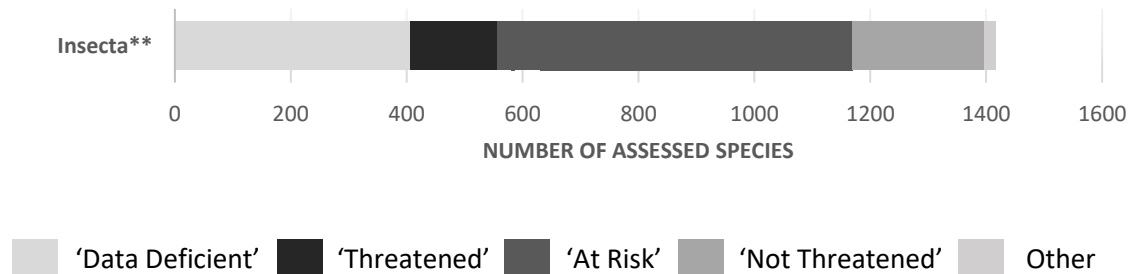 Insecta**
0 200 400 600 800 1000 1200 1400 1600
NUMBER OF ASSESSED SPECIES
‘Data Deficient’ ‘Threatened’ ‘At Risk’ ‘Not Threatened’ Other